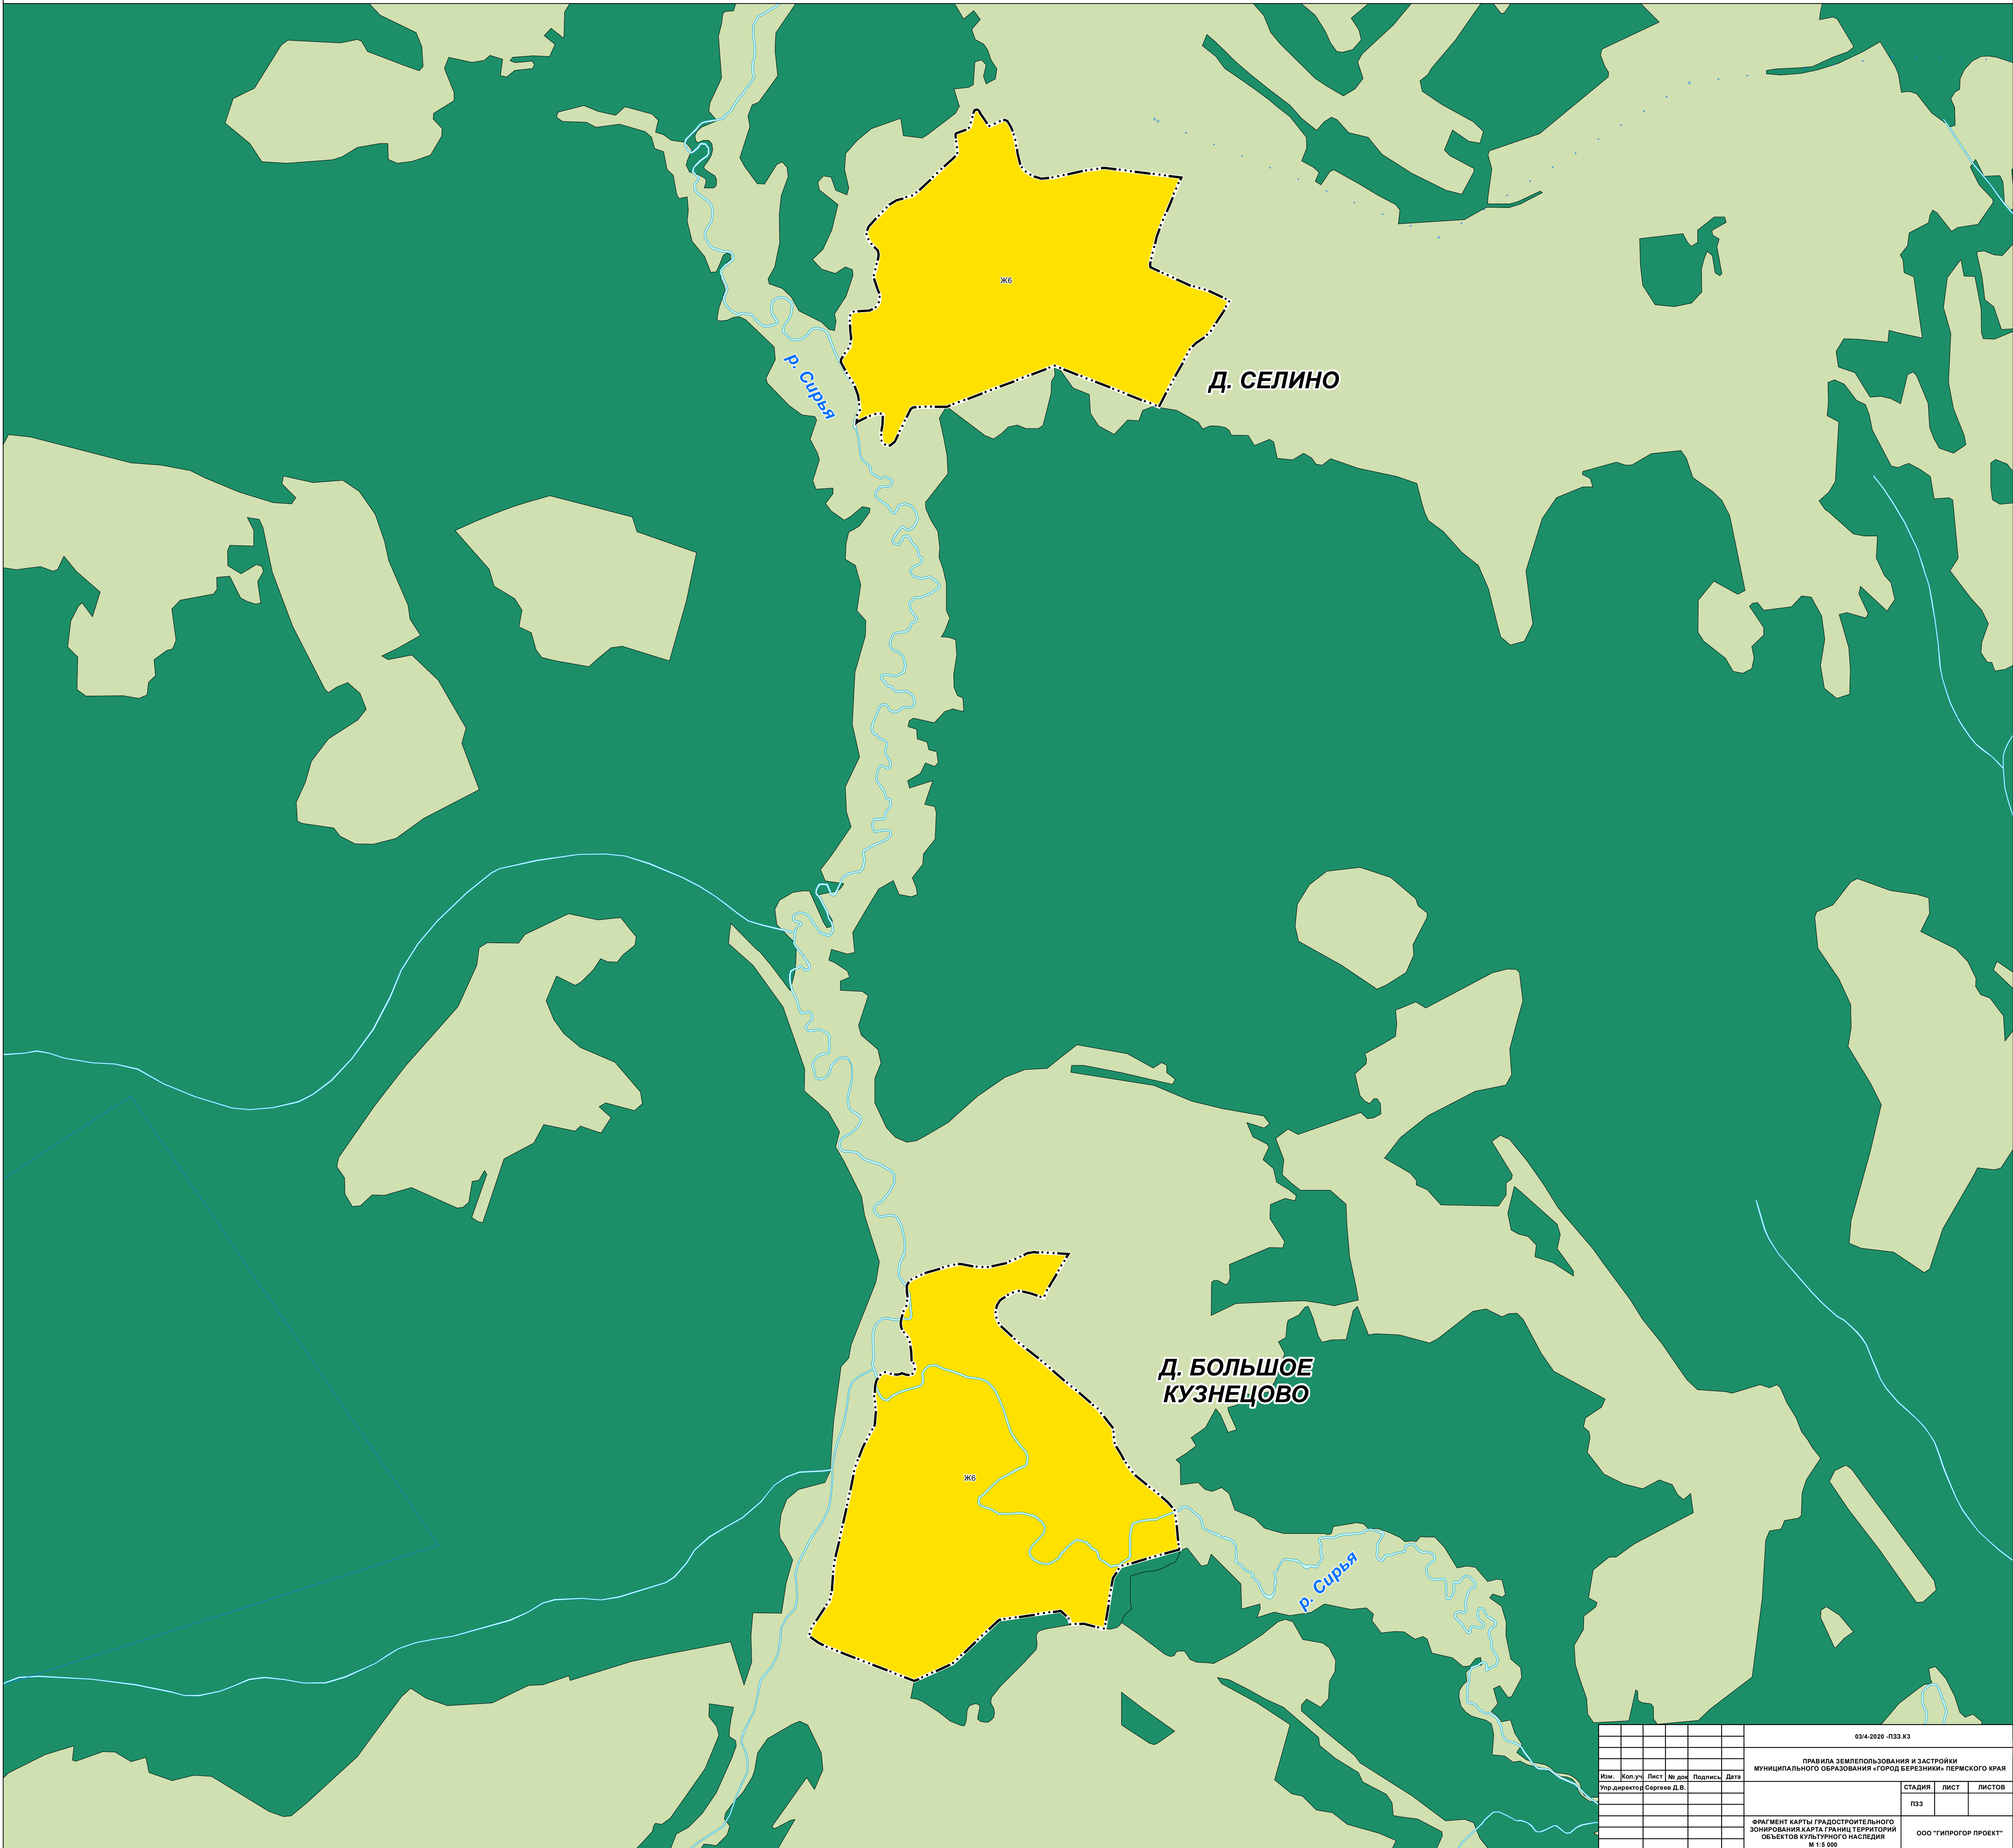 Ж6
Д. СЕЛИНО
р. Сирья
Д. БОЛЬШОЕ
КУЗНЕЦОВО
Ж6
р. Сирья
03/4-2020 -ПЗЗ.КЗ
ПРАВИЛА ЗЕМЛЕПОЛЬЗОВАНИЯ И ЗАСТРОЙКИ
МУНИЦИПАЛЬНОГО ОБРАЗОВАНИЯ «ГОРОД БЕРЕЗНИКИ» ПЕРМСКОГО КРАЯ
Изм. Кол.уч Лист № док Подпись Дата
Упр.директор Сергеев Д.В.
СТАДИЯ ЛИСТ ЛИСТОВ
ПЗЗ
ФРАГМЕНТ КАРТЫ ГРАДОСТРОИТЕЛЬНОГО
ЗОНИРОВАНИЯ.КАРТА ГРАНИЦ ТЕРРИТОРИЙ
ОБЪЕКТОВ КУЛЬТУРНОГО НАСЛЕДИЯ
М 1:5 000
ООО "ГИПРОГОР ПРОЕКТ"